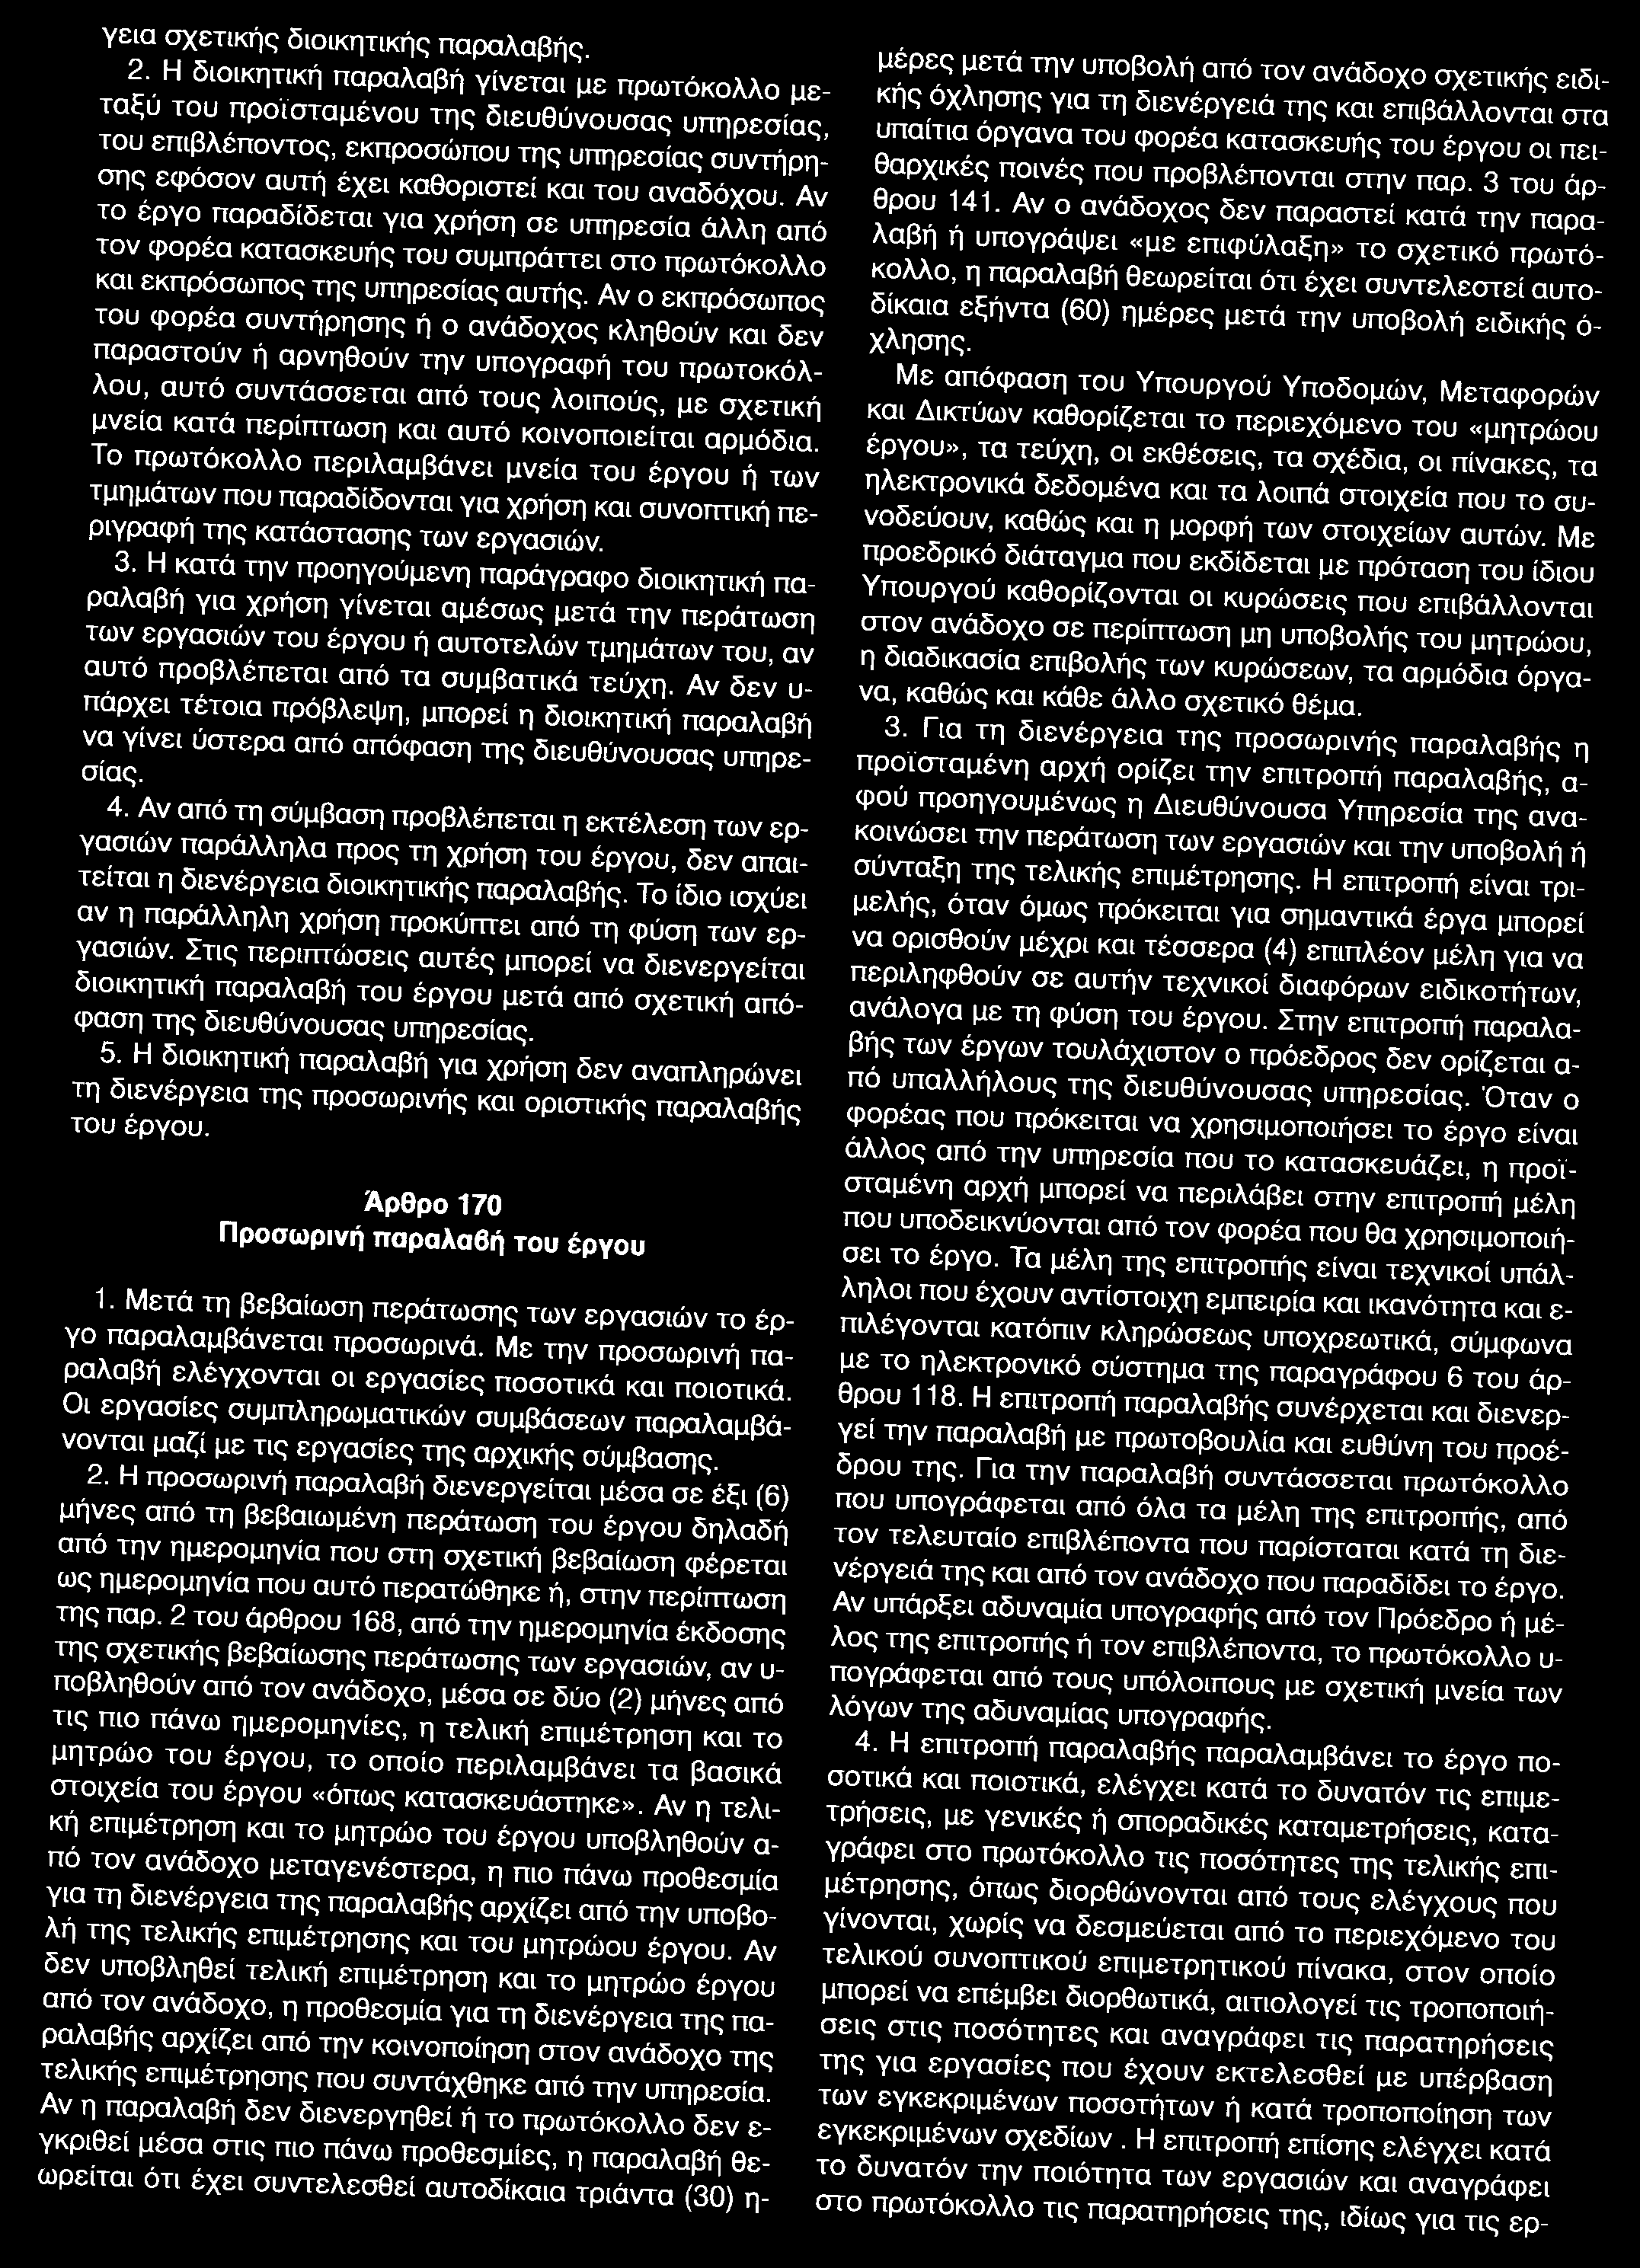 γεια σχετικής διοικητικής παραλαβής.
2. Η διοικητική παραλαβή γίνεται με πρωτόκολλο με-
ταξύ του προϊσταμένου της διευθύνουσας υπηρεσίας,
του επιβλέποντος, εκπροσώπου της υπηρεσίας συντήρη-
σης εφόσον αυτή έχει καθοριστεί και του αναδόχου. Αν
το έργο παραδίδεται για χρήση σε υπηρεσία άλλη από
τον φορέα κατασκευής του συμπράττει στο πρωτόκολλο
και εκπρόσωπος της υπηρεσίας αυτής. Αν ο εκπρόσωπος
του φορέα συντήρησης ή ο ανάδοχος κληθούν και δεν
παραστούν ή αρνηθούν την υπογραφή του πρωτοκόλ-
λου, αυτό συντάσσεται από τους λοιπούς, με σχετική
μνεία κατά περίπτωση και αυτό κοινοποιείται αρμόδια.
Το πρωτόκολλο περιλαμβάνει μνεία του έργου ή των
τμημάτων που παραδίδονται για χρήση και συνοπτική πε-
ριγραφή της κατάστασης των εργασιών.
3. Η κατά την προηγούμενη παράγραφο διοικητική πα-
ραλαβή για χρήση γίνεται αμέσως μετά την περάτωση
των εργασιών του έργου ή αυτοτελών τμημάτων του, αν
αυτό προβλέπεται από τα συμβατικά τεύχη. Αν δεν υ-
πάρχει τέτοια πρόβλεψη, μπορεί η διοικητική παραλαβή
να γίνει ύστερα από απόφαση της διευθύνουσας υπηρε-
σίας.
4. Αν από τη σύμβαση προβλέπεται η εκτέλεση των ερ-
γασιών παράλληλα προς τη χρήση του έργου, δεν απαι-
τείται η διενέργεια διοικητικής παραλαβής. Το ίδιο ισχύει
αν η παράλληλη χρήση προκύπτει από τη φύση των ερ-
γασιών. Στις περιπτώσεις αυτές μπορεί να διενεργείται
διοικητική παραλαβή του έργου μετά από σχετική από-
φαση της διευθύνουσας υπηρεσίας.
5. Η διοικητική παραλαβή για χρήση δεν αναπληρώνει
τη διενέργεια της προσωρινής και οριστικής παραλαβής
του έργου.
Άρθρο 170
Προσωρινή παραλαβή του έργου
1. Μετά τη βεβαίωση περάτωσης των εργασιών το έρ-
γο παραλαμβάνεται προσωρινά. Με την προσωρινή πα-
ραλαβή ελέγχονται οι εργασίες ποσοτικά και ποιοτικά.
Οι εργασίες συμπληρωματικών συμβάσεων παραλαμβά-
νονται μαζί με τις εργασίες της αρχικής σύμβασης.
2. Η προσωρινή παραλαβή διενεργείται μέσα σε έξι (6)
μήνες από τη βεβαιωμένη περάτωση του έργου δηλαδή
από την ημερομηνία που στη σχετική βεβαίωση φέρεται
ως ημερομηνία που αυτό περατώθηκε ή, στην περίπτωση
της παρ. 2 του άρθρου 168, από την ημερομηνία έκδοσης
της σχετικής βεβαίωσης περάτωσης των εργασιών, αν υ-
ποβληθούν από τον ανάδοχο, μέσα σε δύο (2) μήνες από
τις πιο πάνω ημερομηνίες, η τελική επιμέτρηση και το
μητρώο του έργου, το οποίο περιλαμβάνει τα βασικά
στοιχεία του έργου «όπως κατασκευάστηκε». Αν η τελι-
κή επιμέτρηση και το μητρώο του έργου υποβληθούν α-
πό τον ανάδοχο μεταγενέστερα, η πιο πάνω προθεσμία
για τη διενέργεια της παραλαβής αρχίζει από την υποβο-
λή της τελικής επιμέτρησης και του μητρώου έργου. Αν
δεν υποβληθεί τελική επιμέτρηση και το μητρώο έργου
από τον ανάδοχο, η προθεσμία για τη διενέργεια της πα-
ραλαβής αρχίζει από την κοινοποίηση στον ανάδοχο της
τελικής επιμέτρησης που συντάχθηκε από την υπηρεσία.
Αν η παραλαβή δεν διενεργηθεί ή το πρωτόκολλο δεν ε-
γκριθεί μέσα στις πιο πάνω προθεσμίες, η παραλαβή θε-
ωρείται ότι έχει συντελεσθεί αυτοδίκαια τριάντα (30) η-
μέρες μετά την υποβολή από τον ανάδοχο σχετικής ειδι-
κής όχλησης για τη διενέργειά της και επιβάλλονται στα
υπαίτια όργανα του φορέα κατασκευής του έργου οι πει-
θαρχικές ποινές που προβλέπονται στην παρ. 3 του άρ-
θρου 141. Αν ο ανάδοχος δεν παραστεί κατά την παρα-
λαβή ή υπογράψει «με επιφύλαξη» το σχετικό πρωτό-
κολλο, η παραλαβή θεωρείται ότι έχει συντελεστεί αυτο-
δίκαια εξήντα (60) ημέρες μετά την υποβολή ειδικής ό-
χλησης.
Με απόφαση του Υπουργού Υποδομών, Μεταφορών
και Δικτύων καθορίζεται το περιεχόμενο του «μητρώου
έργου», τα τεύχη, οι εκθέσεις, τα σχέδια, οι πίνακες, τα
ηλεκτρονικά δεδομένα και τα λοιπά στοιχεία που το συ-
νοδεύουν, καθώς και η μορφή των στοιχείων αυτών. Με
προεδρικό διάταγμα που εκδίδεται με πρόταση του ίδιου
Υπουργού καθορίζονται οι κυρώσεις που επιβάλλονται
στον ανάδοχο σε περίπτωση μη υποβολής του μητρώου,
η διαδικασία επιβολής των κυρώσεων, τα αρμόδια όργα-
να, καθώς και κάθε άλλο σχετικό θέμα.
3. Για τη διενέργεια της προσωρινής παραλαβής η
προϊσταμένη αρχή ορίζει την επιτροπή παραλαβής, α-
φού προηγουμένως η Διευθύνουσα Υπηρεσία της ανα-
κοινώσει την περάτωση των εργασιών και την υποβολή ή
σύνταξη της τελικής επιμέτρησης. Η επιτροπή είναι τρι-
μελής, όταν όμως πρόκειται για σημαντικά έργα μπορεί
να ορισθούν μέχρι και τέσσερα (4) επιπλέον μέλη για να
περιληφθούν σε αυτήν τεχνικοί διαφόρων ειδικοτήτων,
ανάλογα με τη φύση του έργου. Στην επιτροπή παραλα-
βής των έργων τουλάχιστον ο πρόεδρος δεν ορίζεται α-
πό υπαλλήλους της διευθύνουσας υπηρεσίας. Όταν ο
φορέας που πρόκειται να χρησιμοποιήσει το έργο είναι
άλλος από την υπηρεσία που το κατασκευάζει, η προϊ-
σταμένη αρχή μπορεί να περιλάβει στην επιτροπή μέλη
που υποδεικνύονται από τον φορέα που θα χρησιμοποιή-
σει το έργο. Τα μέλη της επιτροπής είναι τεχνικοί υπάλ-
ληλοι που έχουν αντίστοιχη εμπειρία και ικανότητα και ε-
πιλέγονται κατόπιν κληρώσεως υποχρεωτικά, σύμφωνα
με το ηλεκτρονικό σύστημα της παραγράφου 6 του άρ-
θρου 118. Η επιτροπή παραλαβής συνέρχεται και διενερ-
γεί την παραλαβή με πρωτοβουλία και ευθύνη του προέ-
δρου της. Για την παραλαβή συντάσσεται πρωτόκολλο
που υπογράφεται από όλα τα μέλη της επιτροπής, από
τον τελευταίο επιβλέποντα που παρίσταται κατά τη διε-
νέργειά της και από τον ανάδοχο που παραδίδει το έργο.
Αν υπάρξει αδυναμία υπογραφής από τον Πρόεδρο ή μέ-
λος της επιτροπής ή τον επιβλέποντα, το πρωτόκολλο υ-
πογράφεται από τους υπόλοιπους με σχετική μνεία των
λόγων της αδυναμίας υπογραφής.
4. Η επιτροπή παραλαβής παραλαμβάνει το έργο πο-
σοτικά και ποιοτικά, ελέγχει κατά το δυνατόν τις επιμε-
τρήσεις, με γενικές ή σποραδικές καταμετρήσεις, κατα-
γράφει στο πρωτόκολλο τις ποσότητες της τελικής επι-
μέτρησης, όπως διορθώνονται από τους ελέγχους που
γίνονται, χωρίς να δεσμεύεται από το περιεχόμενο του
τελικού συνοπτικού επιμετρητικού πίνακα, στον οποίο
μπορεί να επέμβει διορθωτικά, αιτιολογεί τις τροποποιή-
σεις στις ποσότητες και αναγράφει τις παρατηρήσεις
της για εργασίες που έχουν εκτελεσθεί με υπέρβαση
των εγκεκριμένων ποσοτήτων ή κατά τροποποίηση των
εγκεκριμένων σχεδίων . Η επιτροπή επίσης ελέγχει κατά
το δυνατόν την ποιότητα των εργασιών και αναγράφει
στο πρωτόκολλο τις παρατηρήσεις της, ιδίως για τις ερ-